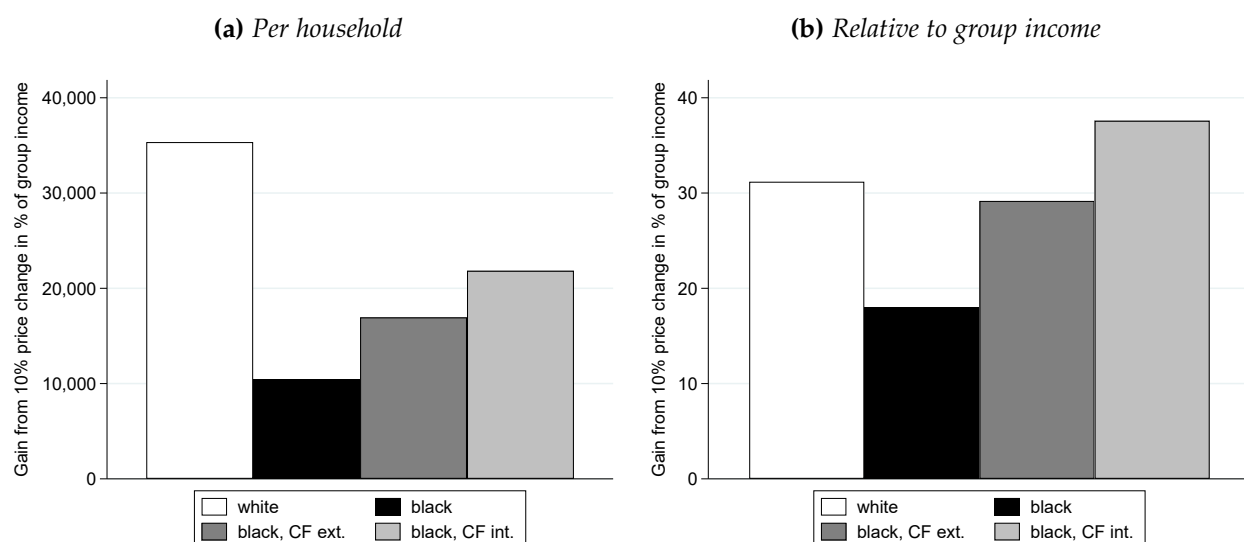 (a) Per household
Gain from 10% price change in % of group income
40,000
30,000
20,000
10,000
0
white
black
black, CF ext.
black, CF int.
(b) Relative to group income
Gain from 10% price change in % of group income
40
30
20
10
0
white
black
black, CF ext.
black, CF int.